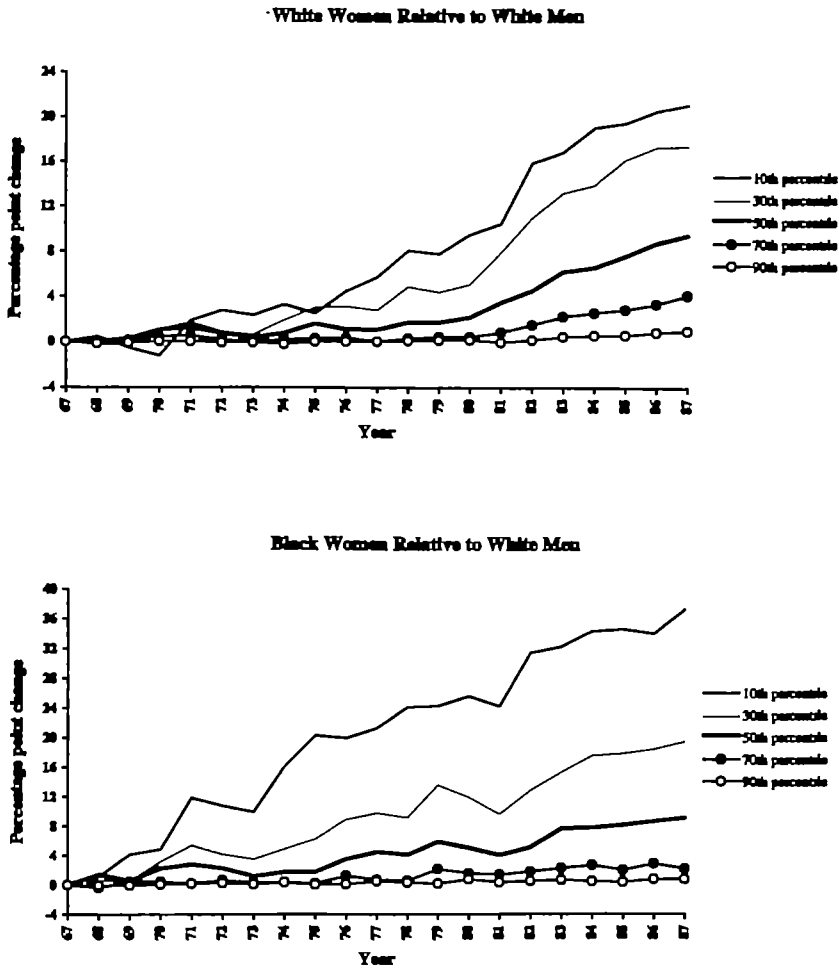 White Women Relative to White Men
Percentage point change
24
20
16
12
8
4
0
-4
67 68 69 70 71 72 73 74 75 76 77 78 79 80 81 82 83 84 85 86 87
Year
10th percentile
30th percentile
50th percentile
70th percentile
90th percentile
Black Women Relative to White Men
Percentage point change
40
36
32
28
24
20
16
12
8
4
0
-4
67 68 69 70 71 72 73 74 75 76 77 78 79 80 81 82 83 84 85 86 87
Year
10th percentile
30th percentile
50th percentile
70th percentile
90th percentile